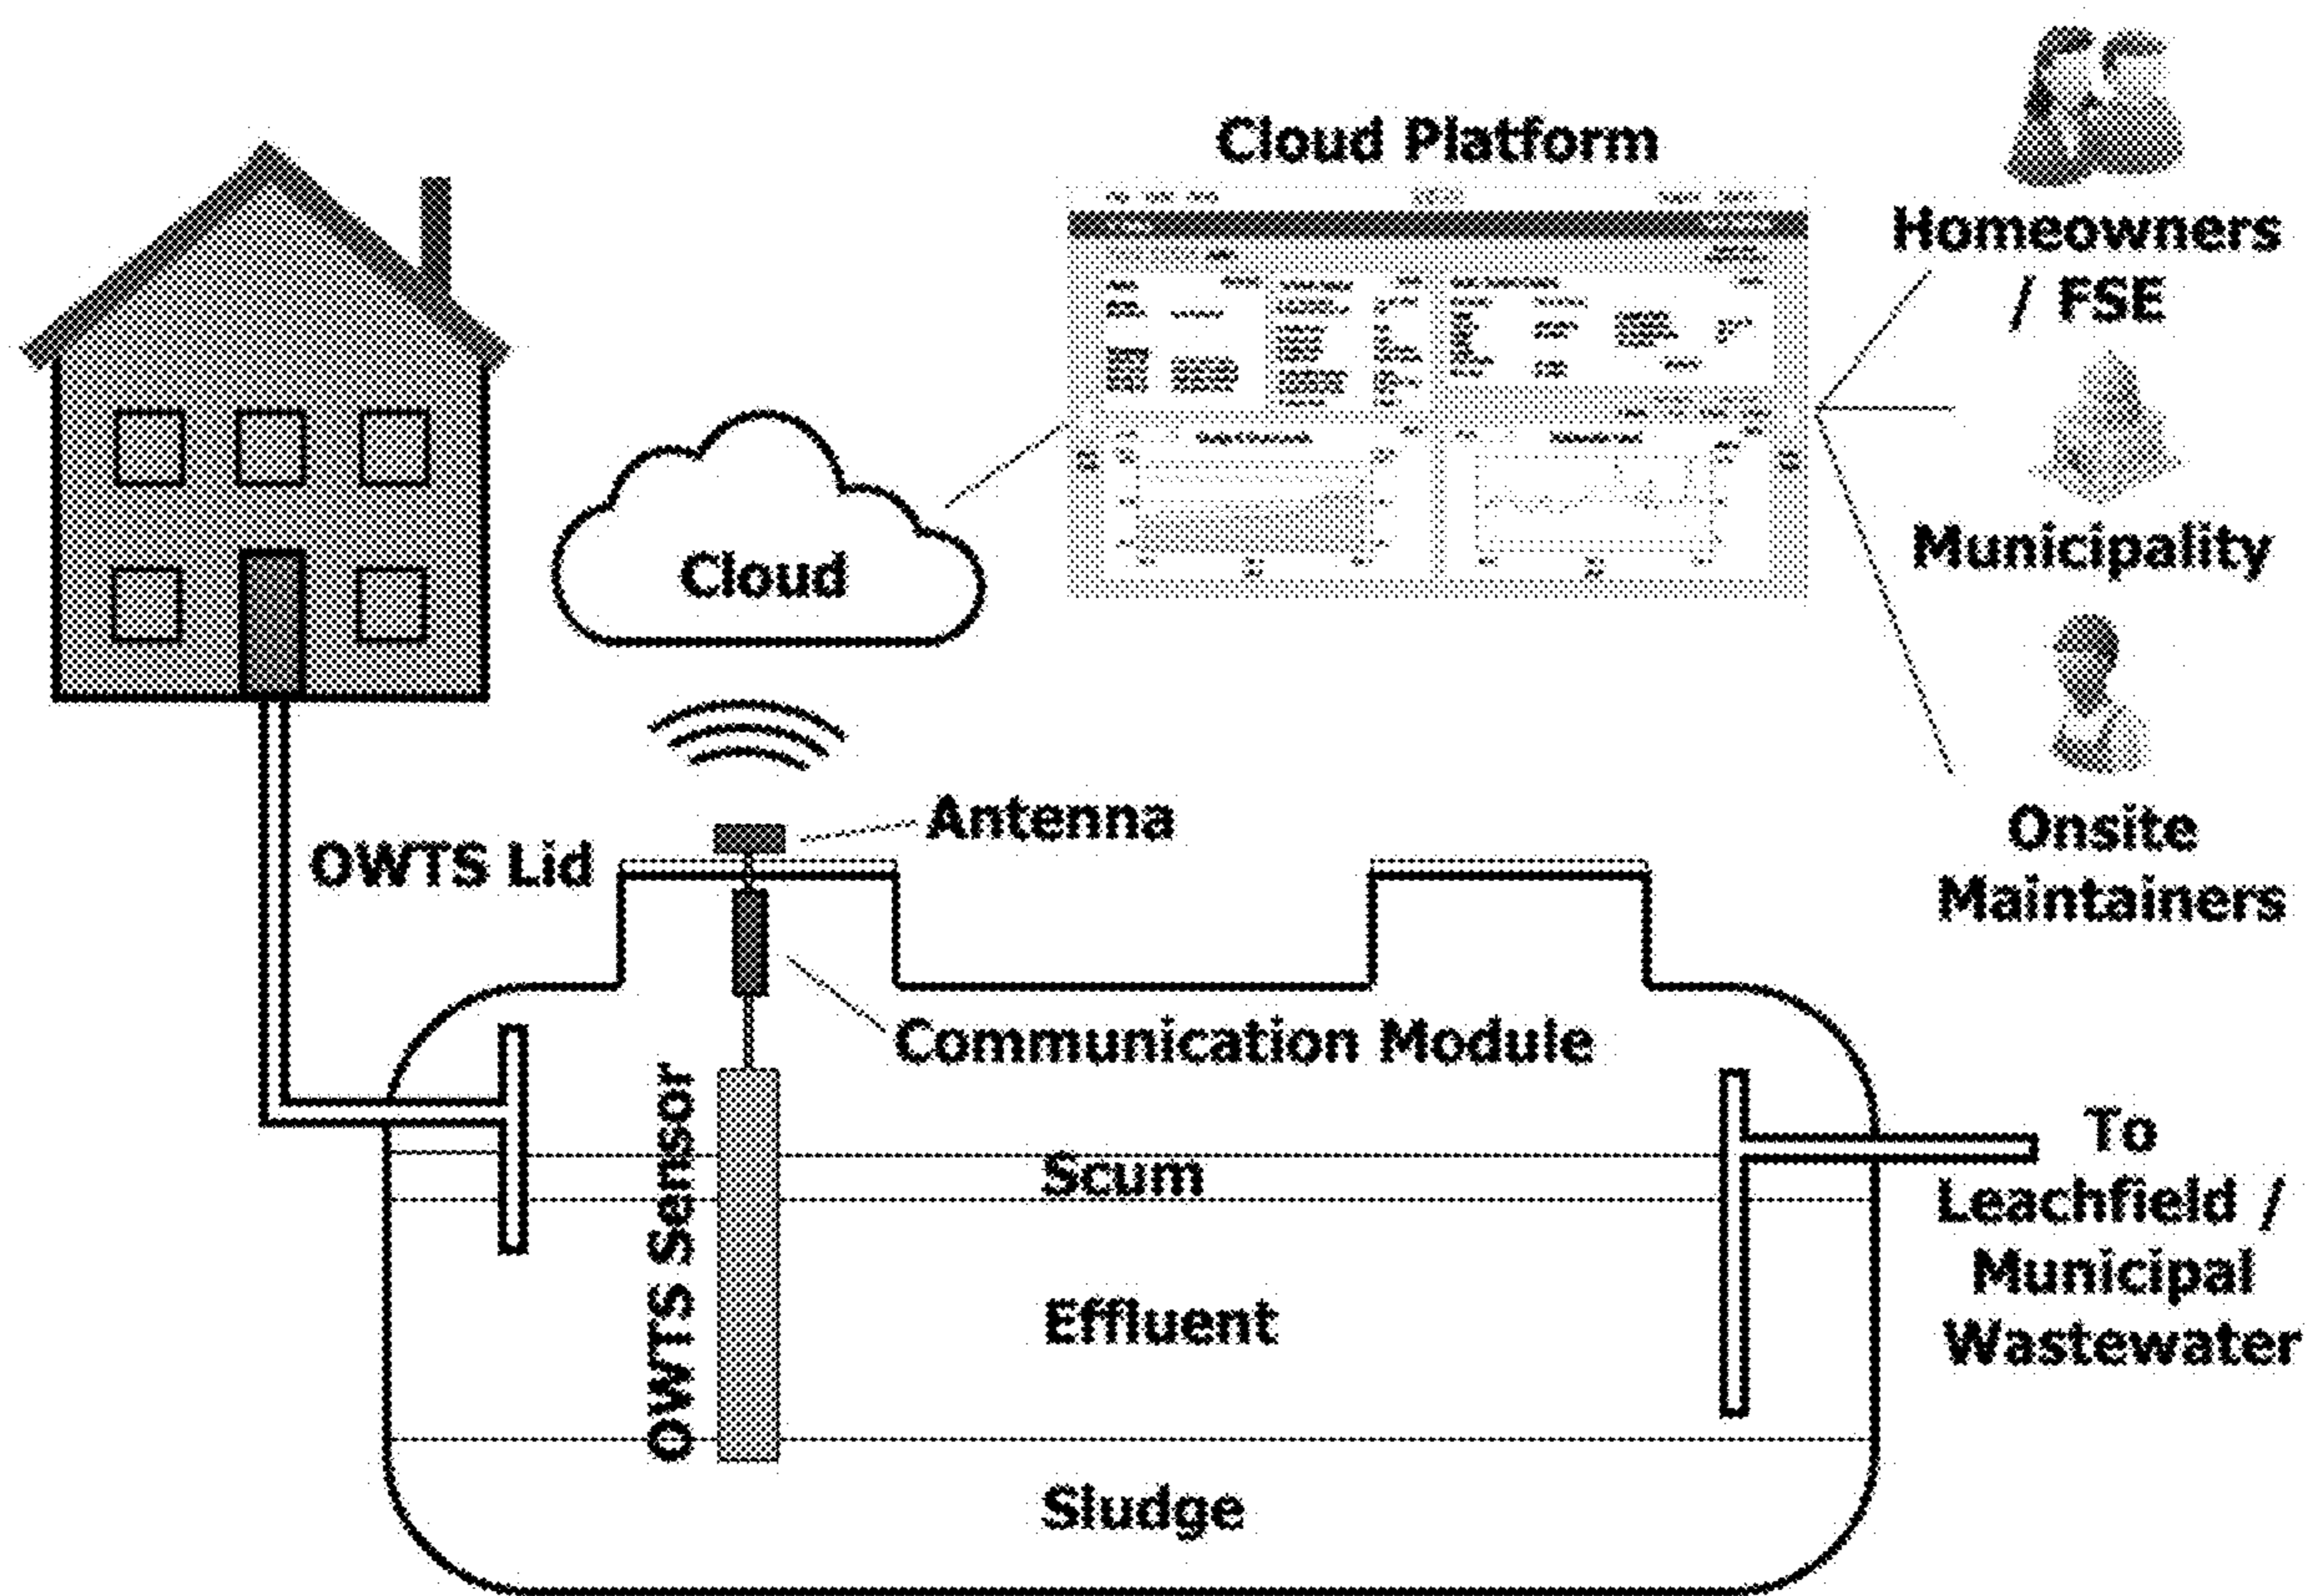 Cloud Platform
Homeowners
/ FSE
Municipality
Onsite
Maintainers
Cloud
Antenna
OWTS Lid
Communication Module
OWTS Sensor
Scum
Effluent
Sludge
To
Leachfield /
Municipal
Wastewater